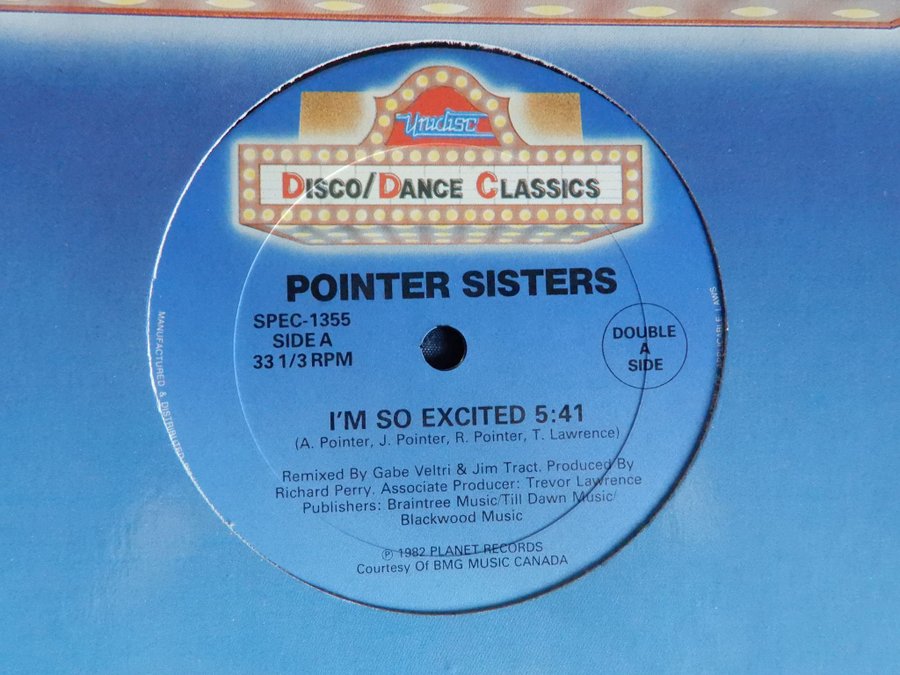 Unidisc
DISCO/DANCE CLASSICS
POINTER SISTERS
SPEC-1355
SIDE A
33 1/3 RPM
DOUBLE
A
SIDE
I'M SO EXCITED 5:41
(A. Pointer, J. Pointer, R. Pointer, T. Lawrence)
Remixed By Gabe Veltri & Jim Tract. Produced By
Richard Perry. Associate Producer: Trevor Lawrence
Publishers: Braintree Music/Till Dawn Music/
Blackwood Music
℗ 1982 PLANET RECORDS
Courtesy Of BMG MUSIC CANADA
MANUFACTURED & DISTRIBUTED
LAWS